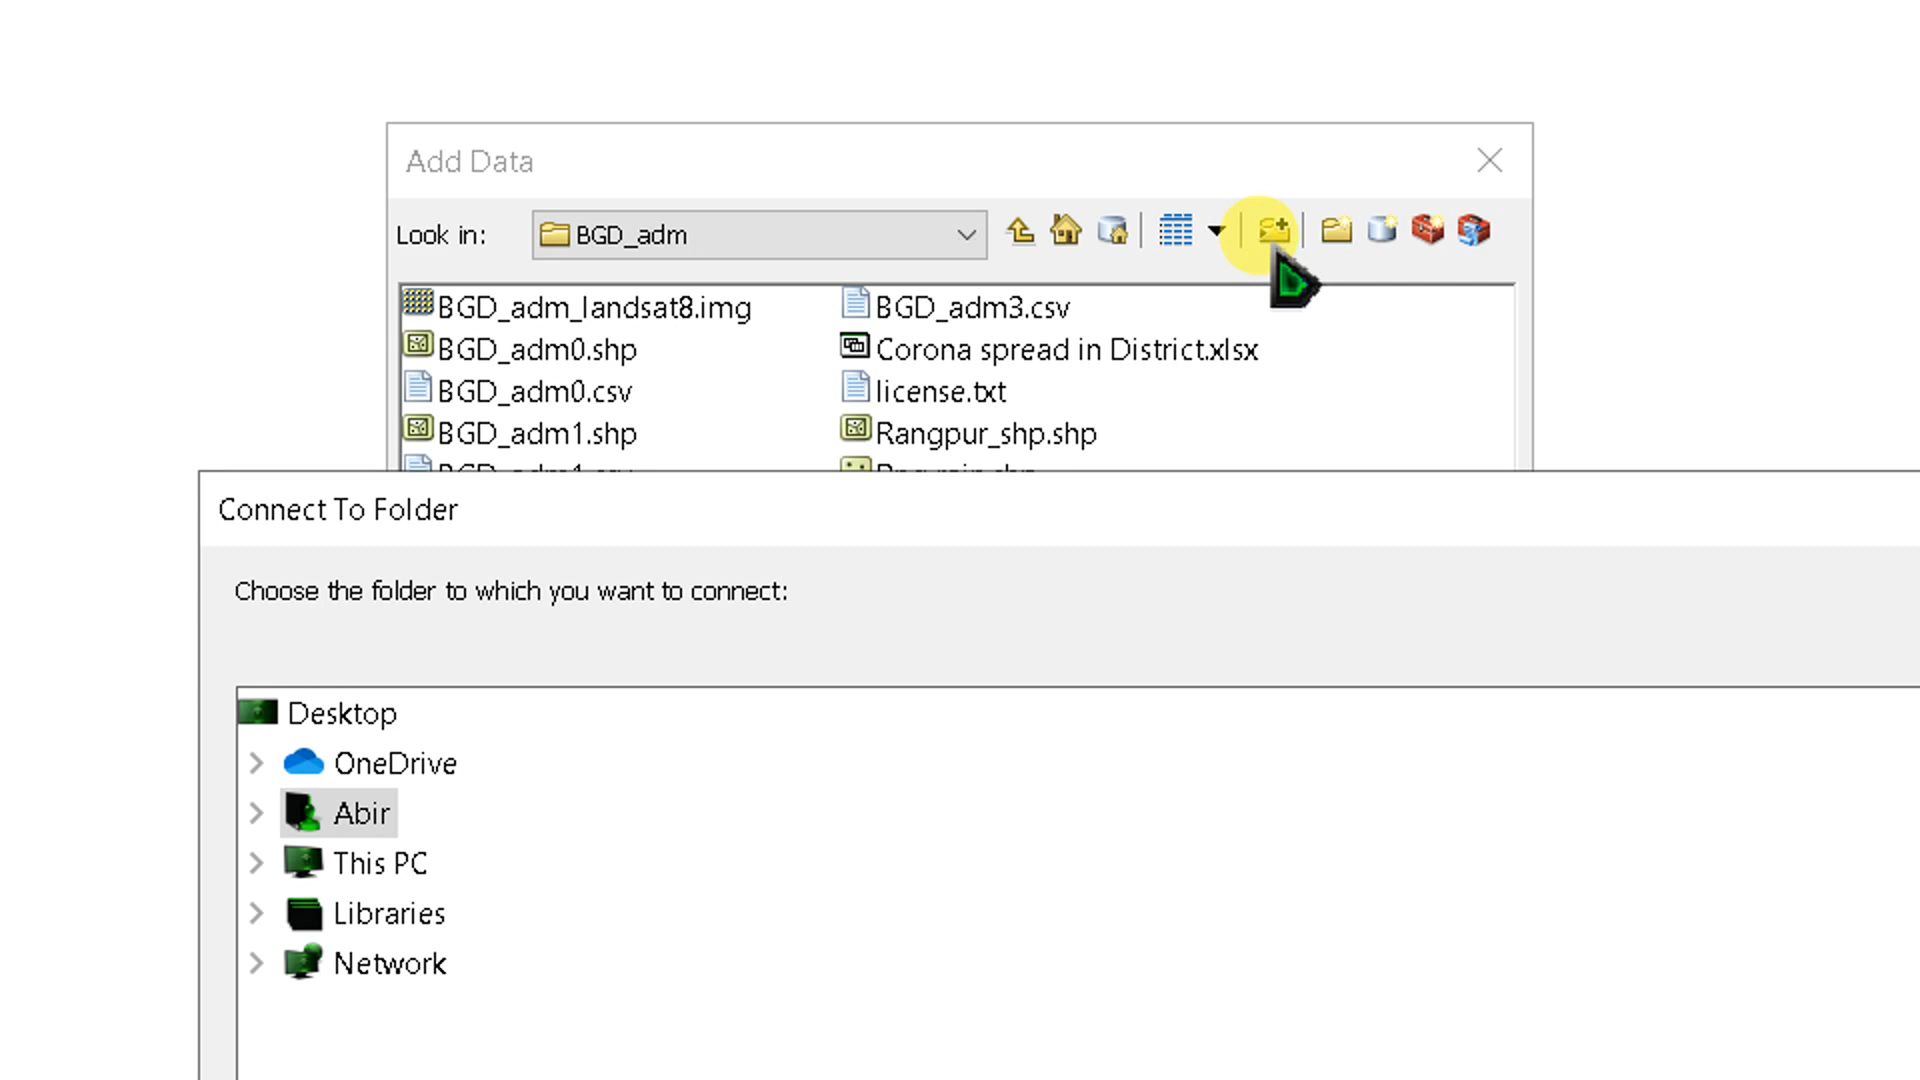 Add Data
Look in: BGD_adm
BGD_adm_landsat8.img BGD_adm3.csv
BGD_adm0.shp Corona spread in District.xlsx
BGD_adm0.csv license.txt
BGD_adm1.shp Rangpur_shp.shp
Connect To Folder
Choose the folder to which you want to connect:
Desktop
OneDrive
Abir
This PC
Libraries
Network